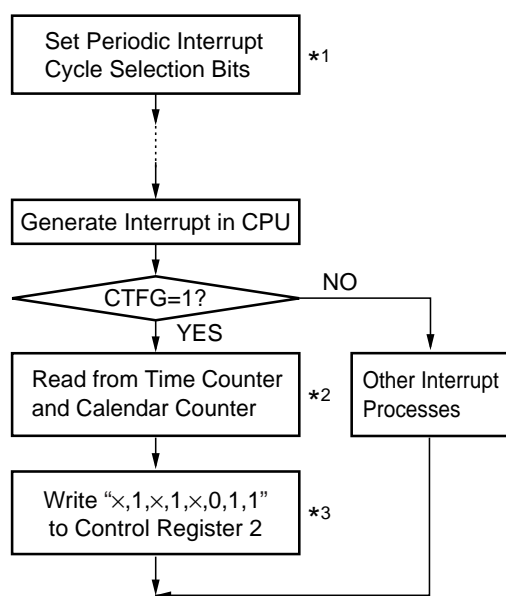 Set Periodic Interrupt
Cycle Selection Bits
*1
Generate Interrupt in CPU
CTFG=1?
NO
YES
Read from Time Counter
and Calendar Counter
*2
Other Interrupt
Processes
Write “×,1,×,1,×,0,1,1”
to Control Register 2
*3